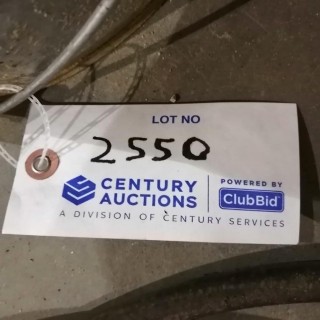 LOT NO
2550
CENTURY AUCTIONS
POWERED BY
ClubBid
A DIVISION OF CENTURY SERVICES